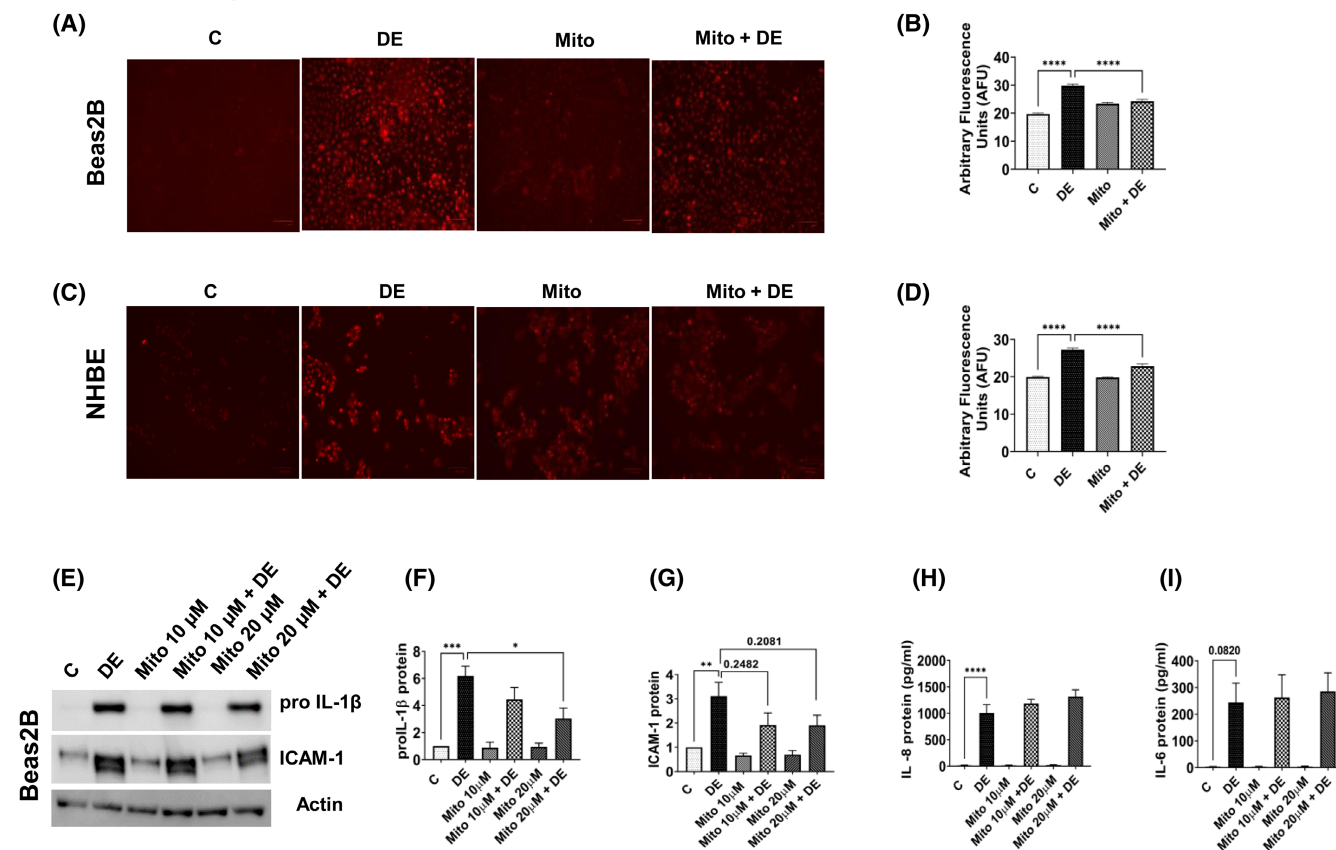 (A)
C DE Mito Mito + DE
Beas2B
(B)
Arbitrary Fluorescence
Units (AFU)
40
30
20
10
0
**** ****
C DE Mito Mito + DE
(C)
C DE Mito Mito + DE
NHBE
(D)
Arbitrary Fluorescence
Units (AFU)
30
20
10
0
**** ****
C DE Mito Mito + DE
(E)
C DE Mito 10 µM Mito 10 µM + DE Mito 20 µM Mito 20 µM + DE
Beas2B
pro IL-1β
ICAM-1
Actin
(F)
proIL-1β protein
8
6
4
2
0
*** *
C DE Mito 10µM Mito 10µM + DE Mito 20µM Mito 20µM + DE
(G)
ICAM-1 protein
4
3
2
1
0
** 0.2482 0.2081
C DE Mito 10µM Mito 10µM + DE Mito 20µM Mito 20µM + DE
(H)
IL -8 protein (pg/ml)
2000
1500
1000
500
0
****
C DE Mito 10µM Mito 10µM +DE Mito 20µM Mito 20µM + DE
(I)
IL-6 protein (pg/ml)
400
300
200
100
0
0.0820
C DE Mito 10µM Mito 10µM + DE Mito 20µM Mito 20µM + DE